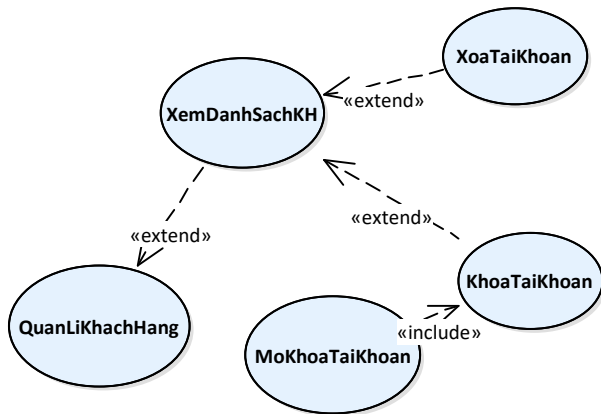 XoaTaiKhoan
«extend»
XemDanhSachKH
«extend»
«extend»
KhoaTaiKhoan
QuanLiKhachHang
«include»
MoKhoaTaiKhoan